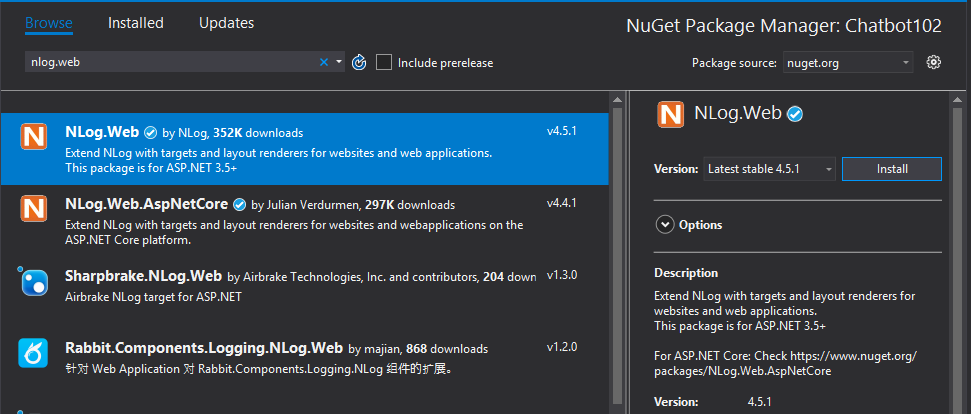 Browse Installed Updates
NuGet Package Manager: Chatbot102
nlog.web
Include prerelease
Package source: nuget.org
NLog.Web by NLog, 352K downloads v4.5.1
Extend NLog with targets and layout renderers for websites and web applications.
This package is for ASP.NET 3.5+
NLog.Web.AspNetCore by Julian Verdurmen, 297K downloads v4.4.1
Extend NLog with targets and layout renderers for websites and webapplications on the
ASP.NET Core platform.
Sharpbrake.NLog.Web by Airbrake Technologies, Inc. and contributors, 204 down v1.3.0
Airbrake NLog target for ASP.NET
Rabbit.Components.Logging.NLog.Web by majian, 868 downloads v1.2.0
针对 Web Application 对 Rabbit.Components.Logging.NLog 组件的扩展。
N NLog.Web
Version: Latest stable 4.5.1 Install
Options
Description
Extend NLog with targets and layout renderers for
websites and web applications.
This package is for ASP.NET 3.5+
For ASP.NET Core: Check https://www.nuget.org/
packages/NLog.Web.AspNetCore
Version: 4.5.1